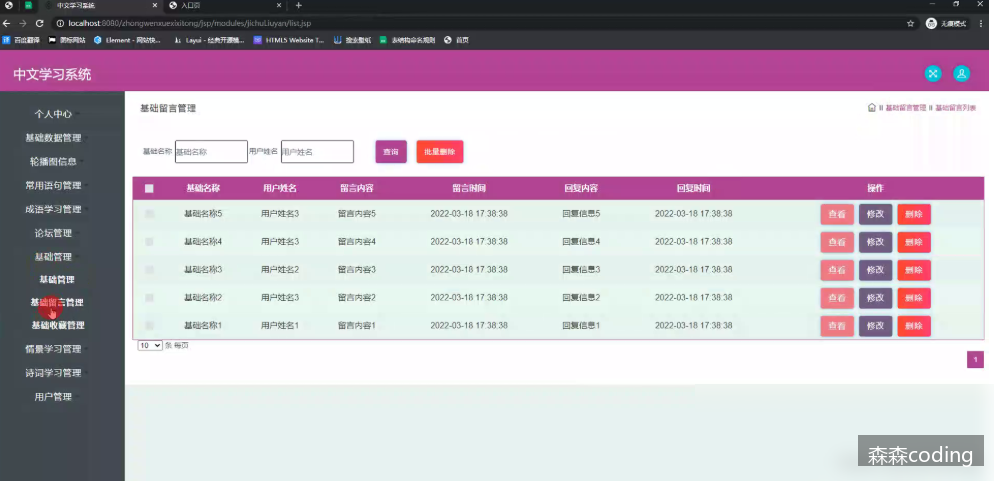 中文学习系统
入口页
localhost:8080/zhongwenxuexixitong/jsp/modules/jichuLiuyan/list.jsp
无痕模式
百度翻译 图标网站 Element - 网站快... Layui - 经典开源模... HTML5 Website T... 搜索壁纸 表结构命名规则 首页
中文学习系统
个人中心
基础数据管理
轮播图信息
常用语句管理
成语学习管理
论坛管理
基础管理
基础管理
基础留言管理
基础收藏管理
情景学习管理
诗词学习管理
用户管理
基础留言管理
基础留言管理 基础留言列表
基础名称 基础名称 用户姓名 用户姓名 查询 批量删除
基础名称 用户姓名 留言内容 留言时间 回复内容 回复时间 操作
基础名称5 用户姓名3 留言内容5 2022-03-18 17:38:38 回复信息5 2022-03-18 17:38:38 查看 修改 删除
基础名称4 用户姓名3 留言内容4 2022-03-18 17:38:38 回复信息4 2022-03-18 17:38:38 查看 修改 删除
基础名称3 用户姓名2 留言内容3 2022-03-18 17:38:38 回复信息3 2022-03-18 17:38:38 查看 修改 删除
基础名称2 用户姓名3 留言内容2 2022-03-18 17:38:38 回复信息2 2022-03-18 17:38:38 查看 修改 删除
基础名称1 用户姓名1 留言内容1 2022-03-18 17:38:38 回复信息1 2022-03-18 17:38:38 查看 修改 删除
10 条 每页
1
森森coding